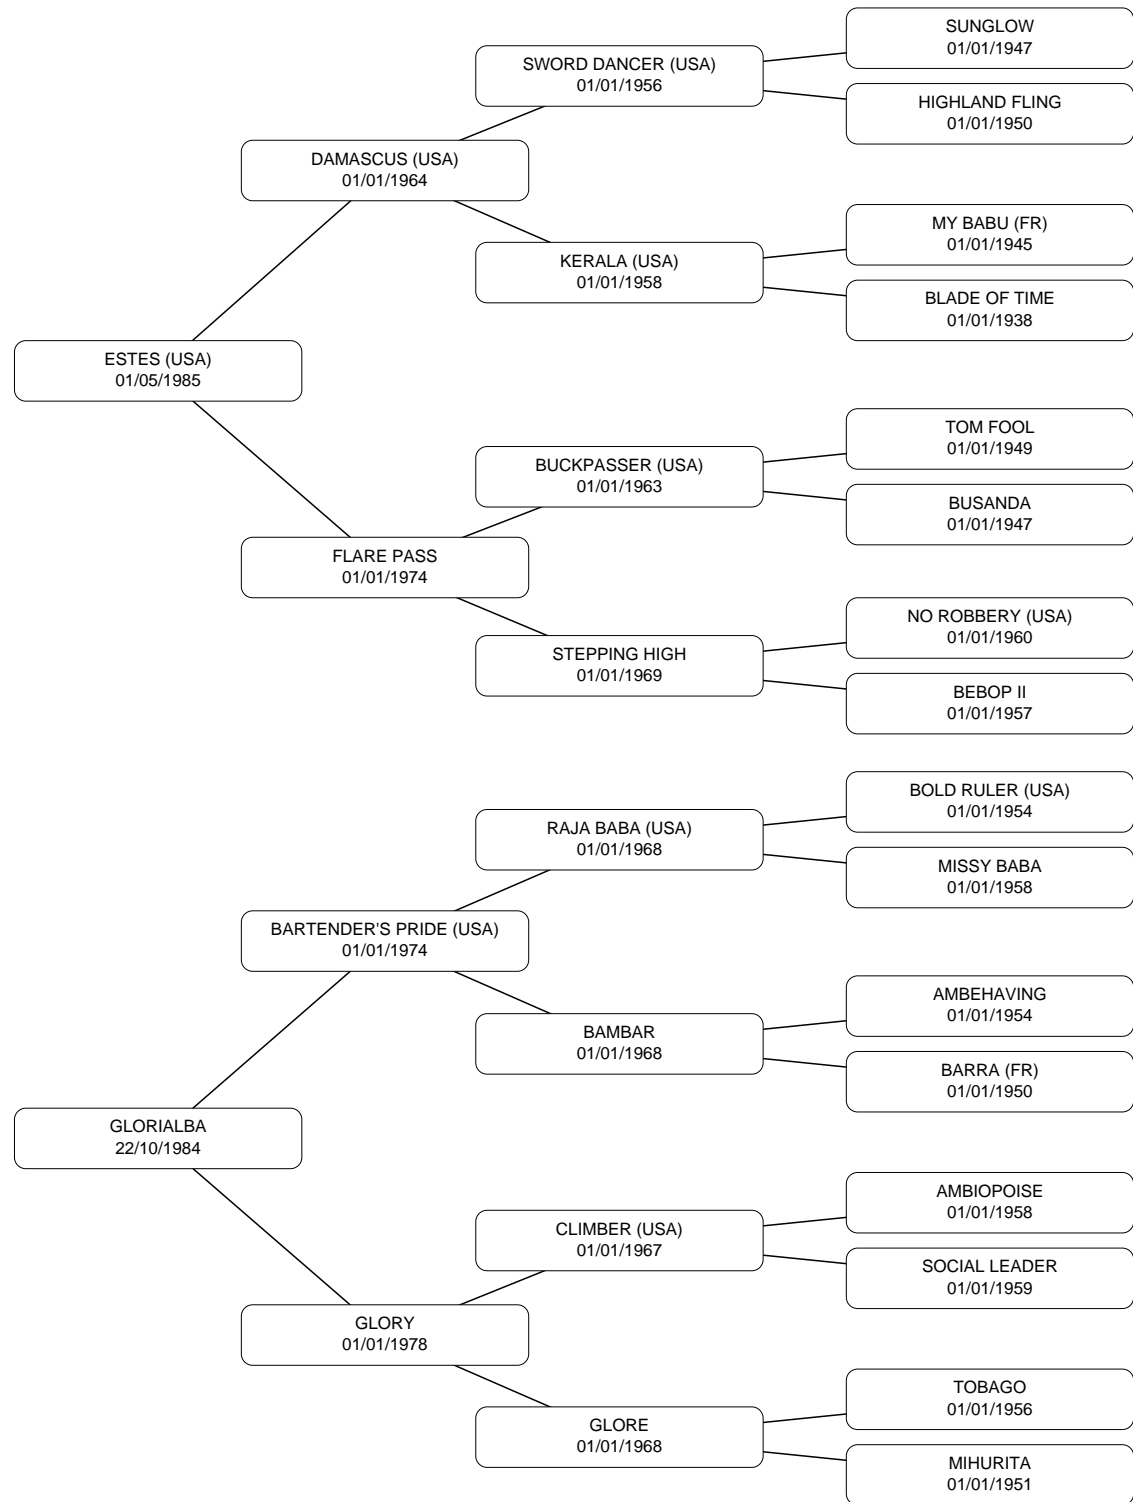 SUNGLOW
01/01/1947
SWORD DANCER (USA)
01/01/1956
HIGHLAND FLING
01/01/1950
DAMASCUS (USA)
01/01/1964
MY BABU (FR)
01/01/1945
KERALA (USA)
01/01/1958
BLADE OF TIME
01/01/1938
ESTES (USA)
01/05/1985
TOM FOOL
01/01/1949
BUCKPASSER (USA)
01/01/1963
BUSANDA
01/01/1947
FLARE PASS
01/01/1974
NO ROBBERY (USA)
01/01/1960
STEPPING HIGH
01/01/1969
BEBOP II
01/01/1957
BOLD RULER (USA)
01/01/1954
RAJA BABA (USA)
01/01/1968
MISSY BABA
01/01/1958
BARTENDER'S PRIDE (USA)
01/01/1974
AMBEHAVING
01/01/1954
BAMBAR
01/01/1968
BARRA (FR)
01/01/1950
GLORIALBA
22/10/1984
AMBIOPOISE
01/01/1958
CLIMBER (USA)
01/01/1967
SOCIAL LEADER
01/01/1959
GLORY
01/01/1978
TOBAGO
01/01/1956
GLORE
01/01/1968
MIHURITA
01/01/1951